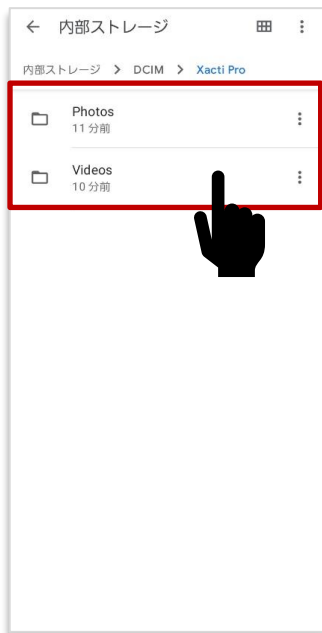 内部ストレージ
内部ストレージ > DCIM > Xacti Pro
Photos
11 分前
Videos
10 分前